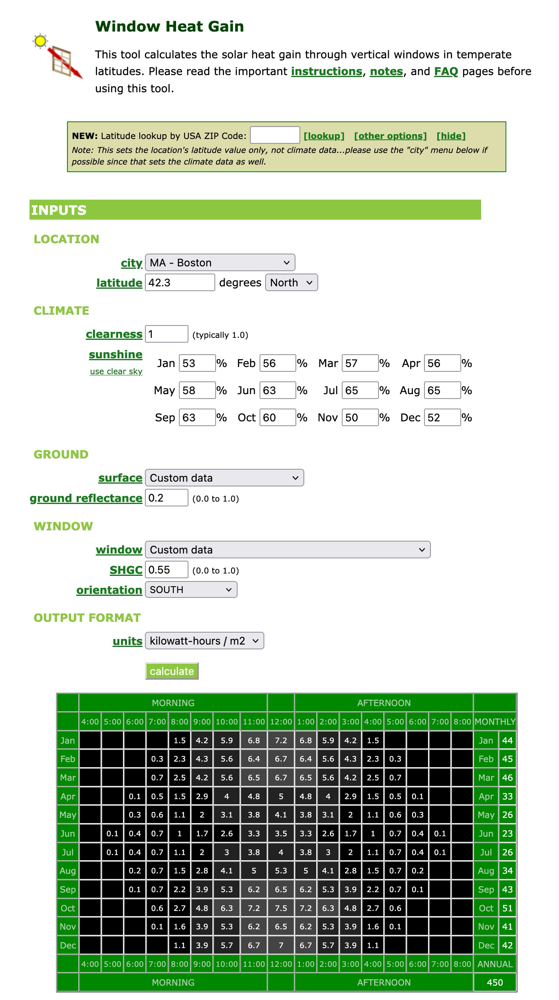 Window Heat Gain
This tool calculates the solar heat gain through vertical windows in temperate
latitudes. Please read the important instructions, notes, and FAQ pages before
using this tool.
NEW: Latitude lookup by USA ZIP Code: [lookup] [other options] [hide]
Note: This sets the location's latitude value only, not climate data...please use the "city" menu below if
possible since that sets the climate data as well.
INPUTS
LOCATION
city MA - Boston
latitude 42.3 degrees North
CLIMATE
clearness 1 (typically 1.0)
sunshine
use clear sky
Jan 53 % Feb 56 % Mar 57 % Apr 56 %
May 58 % Jun 63 % Jul 65 % Aug 65 %
Sep 63 % Oct 60 % Nov 50 % Dec 52 %
GROUND
surface Custom data
ground reflectance 0.2 (0.0 to 1.0)
WINDOW
window Custom data
SHGC 0.55 (0.0 to 1.0)
orientation SOUTH
OUTPUT FORMAT
units kilowatt-hours / m2
calculate
MORNING AFTERNOON
4:00 5:00 6:00 7:00 8:00 9:00 10:00 11:00 12:00 1:00 2:00 3:00 4:00 5:00 6:00 7:00 8:00 MONTHLY
Jan 1.5 4.2 5.9 6.8 7.2 6.8 5.9 4.2 1.5 Jan 44
Feb 0.3 2.3 4.3 5.6 6.4 6.7 6.4 5.6 4.3 2.3 0.3 Feb 45
Mar 0.7 2.5 4.2 5.6 6.5 6.7 6.5 5.6 4.2 2.5 0.7 Mar 46
Apr 0.1 0.5 1.5 2.9 4 4.8 5 4.8 4 2.9 1.5 0.5 0.1 Apr 33
May 0.3 0.6 1.1 2 3.1 3.8 4.1 3.8 3.1 2 1.1 0.6 0.3 May 26
Jun 0.1 0.4 0.7 1 1.7 2.6 3.3 3.5 3.3 2.6 1.7 1 0.7 0.4 0.1 Jun 23
Jul 0.1 0.4 0.7 1.1 2 3 3.8 4 3.8 3 2 1.1 0.7 0.4 0.1 Jul 26
Aug 0.2 0.7 1.5 2.8 4.1 5 5.3 5 4.1 2.8 1.5 0.7 0.2 Aug 34
Sep 0.1 0.7 2.2 3.9 5.3 6.2 6.5 6.2 5.3 3.9 2.2 0.7 0.1 Sep 43
Oct 0.6 2.7 4.8 6.3 7.2 7.5 7.2 6.3 4.8 2.7 0.6 Oct 51
Nov 0.1 1.6 3.9 5.3 6.2 6.5 6.2 5.3 3.9 1.6 0.1 Nov 41
Dec 1.1 3.9 5.7 6.7 7 6.7 5.7 3.9 1.1 Dec 42
4:00 5:00 6:00 7:00 8:00 9:00 10:00 11:00 12:00 1:00 2:00 3:00 4:00 5:00 6:00 7:00 8:00 ANNUAL
MORNING AFTERNOON 450